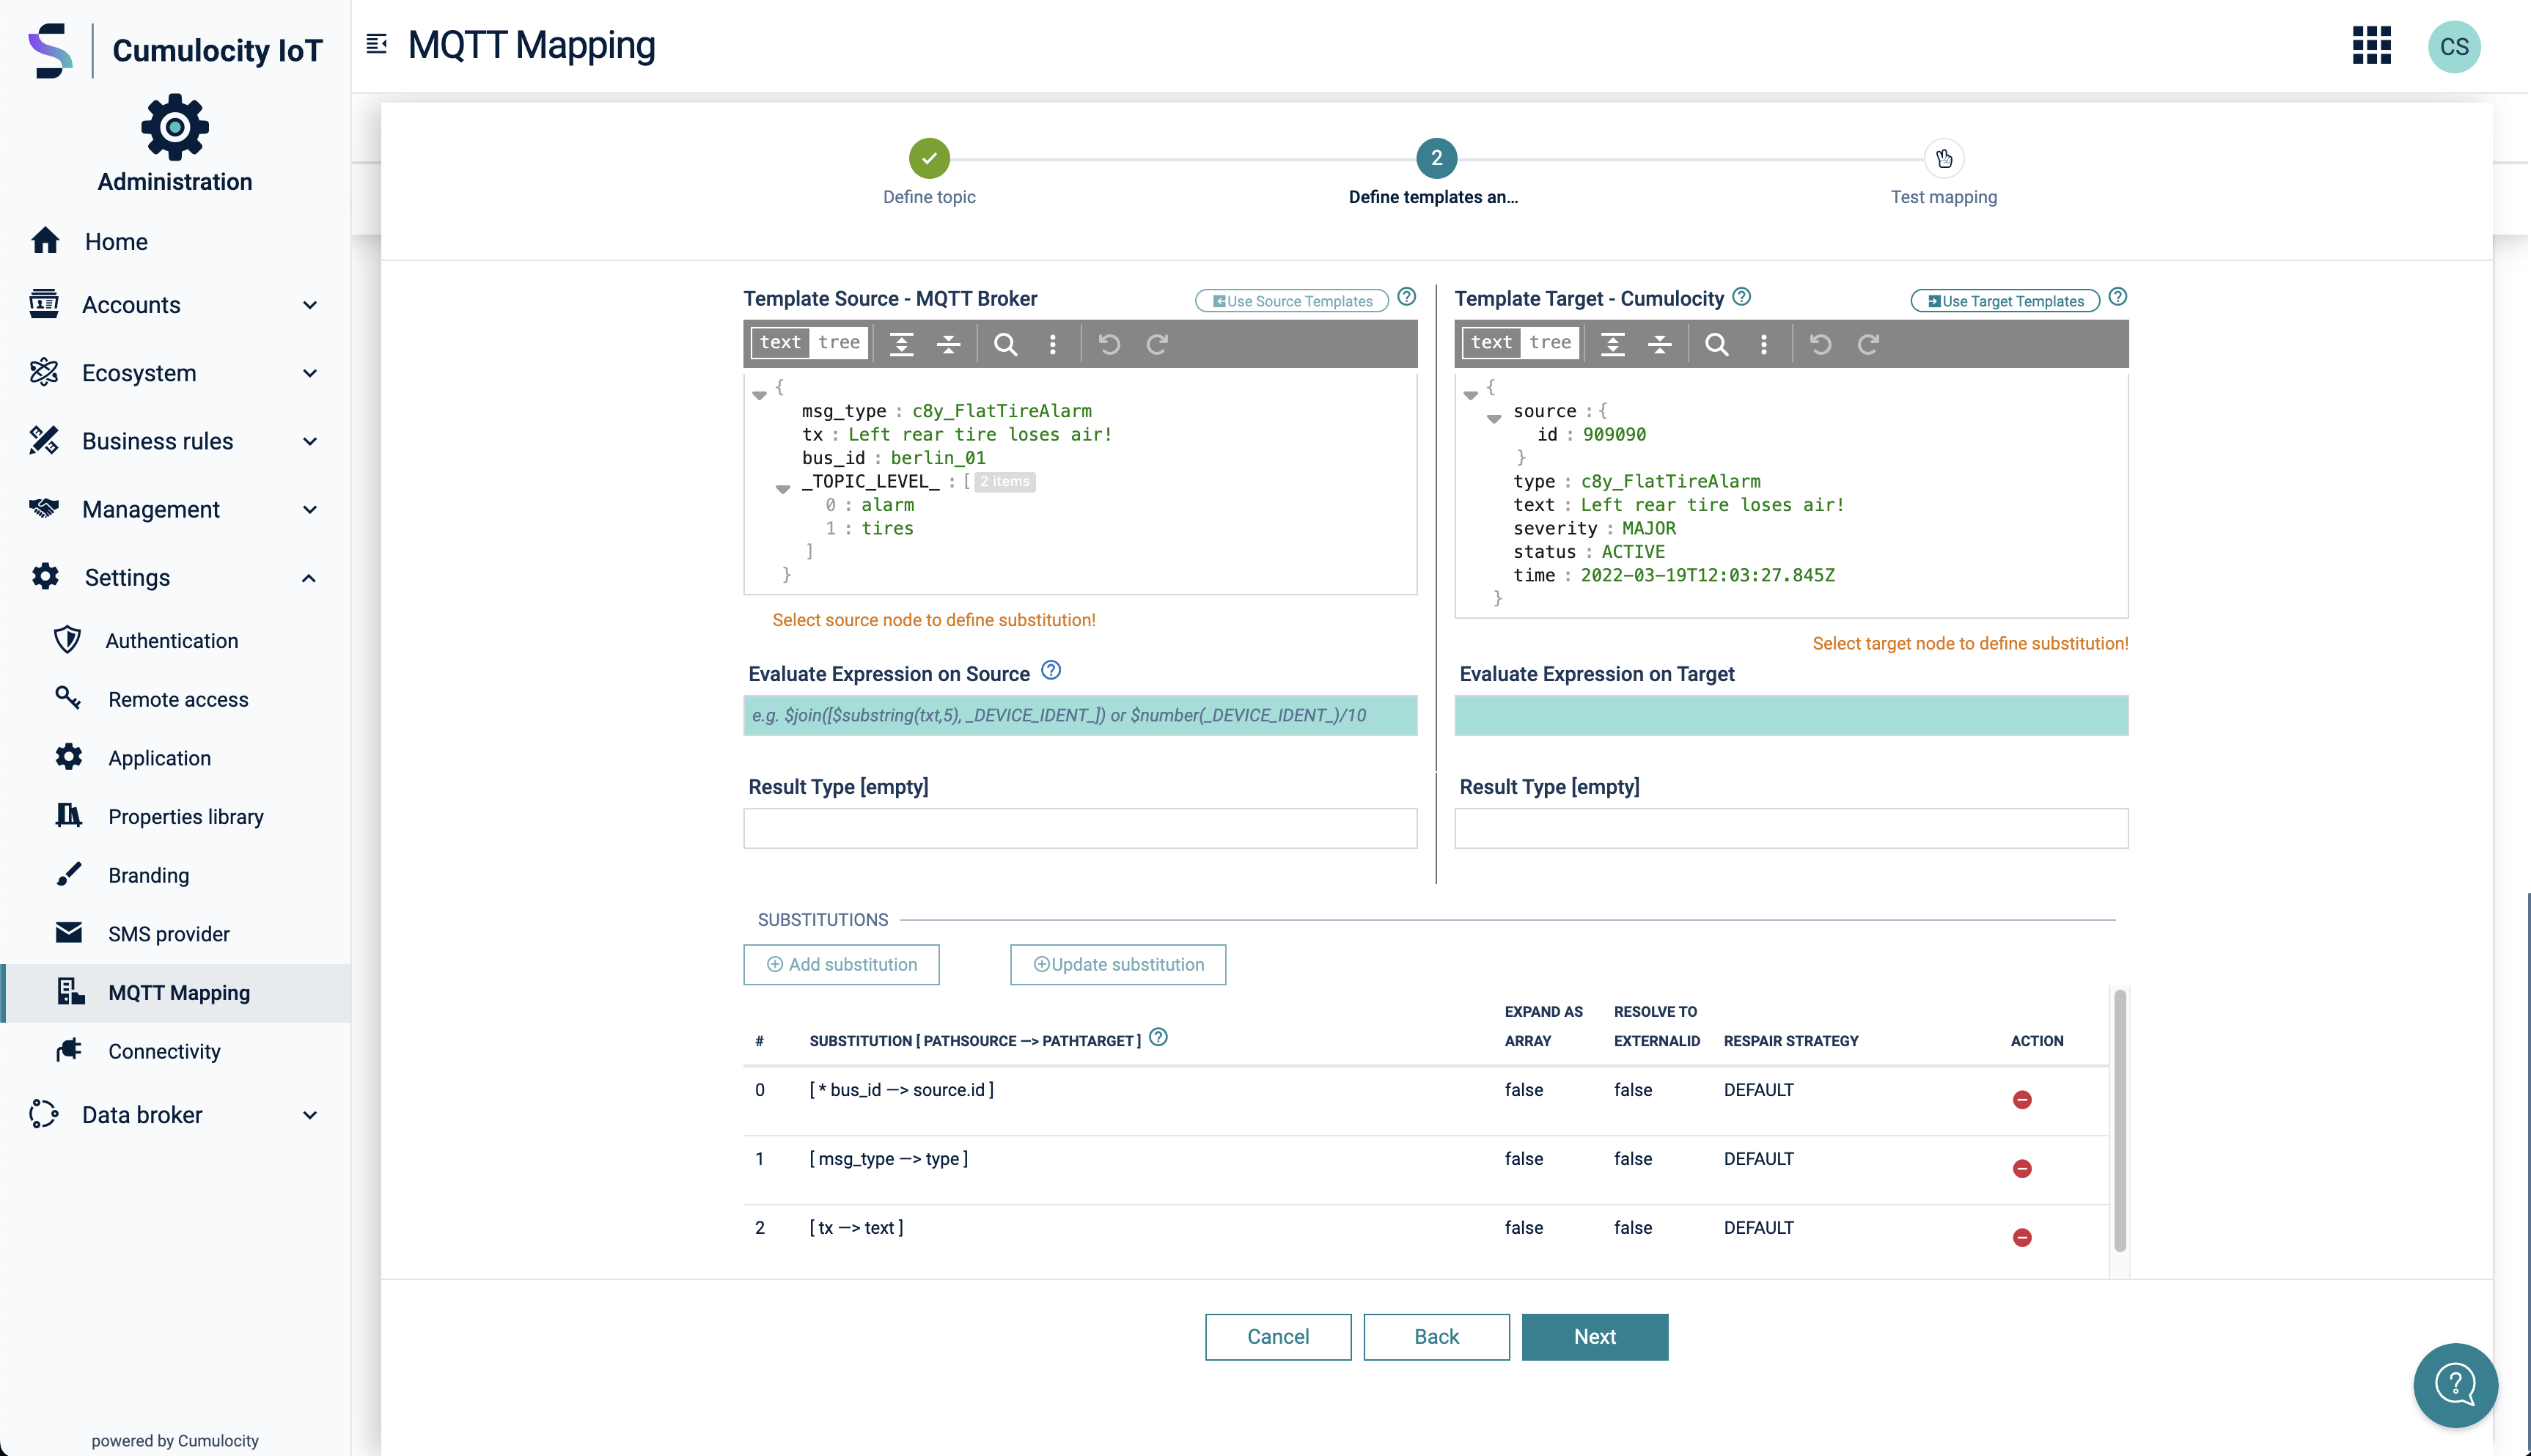 Cumulocity IoT
Administration
Home
Accounts
Ecosystem
Business rules
Management
Settings
Authentication
Remote access
Application
Properties library
Branding
SMS provider
MQTT Mapping
Connectivity
Data broker
powered by Cumulocity
MQTT Mapping
CS
2
Define topic
Define templates an...
Test mapping
Template Source - MQTT Broker
Use Source Templates
text tree
{
msg_type : c8y_FlatTireAlarm
tx : Left rear tire loses air!
bus_id : berlin_01
_TOPIC_LEVEL_ : [ 2 items
0 : alarm
1 : tires
]
}
Select source node to define substitution!
Evaluate Expression on Source
e.g. $join([$substring(txt,5), _DEVICE_IDENT_]) or $number(_DEVICE_IDENT_)/10
Result Type [empty]
Template Target - Cumulocity
Use Target Templates
text tree
{
source : {
id : 909090
}
type : c8y_FlatTireAlarm
text : Left rear tire loses air!
severity : MAJOR
status : ACTIVE
time : 2022-03-19T12:03:27.845Z
}
Select target node to define substitution!
Evaluate Expression on Target
Result Type [empty]
SUBSTITUTIONS
Add substitution
Update substitution
# SUBSTITUTION [ PATHSOURCE —> PATHTARGET ] EXPAND AS ARRAY RESOLVE TO EXTERNALID RESPAIR STRATEGY ACTION
0 [ * bus_id —> source.id ] false false DEFAULT
1 [ msg_type —> type ] false false DEFAULT
2 [ tx —> text ] false false DEFAULT
Cancel Back Next